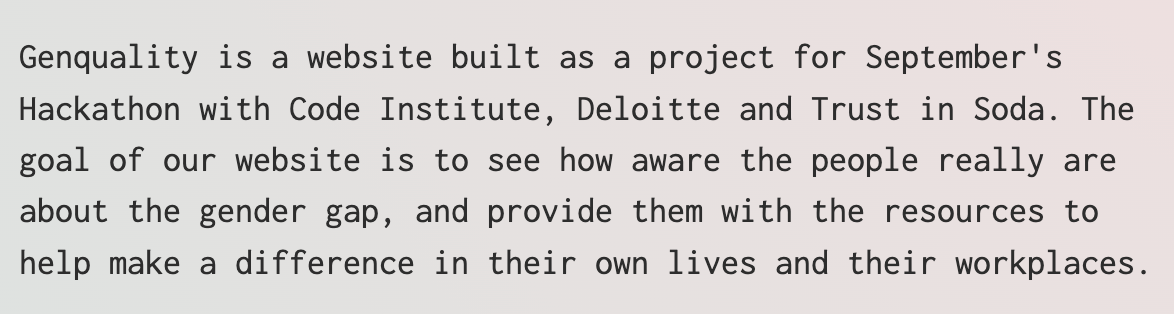 Genquality is a website built as a project for September's
Hackathon with Code Institute, Deloitte and Trust in Soda. The
goal of our website is to see how aware the people really are
about the gender gap, and provide them with the resources to
help make a difference in their own lives and their workplaces.